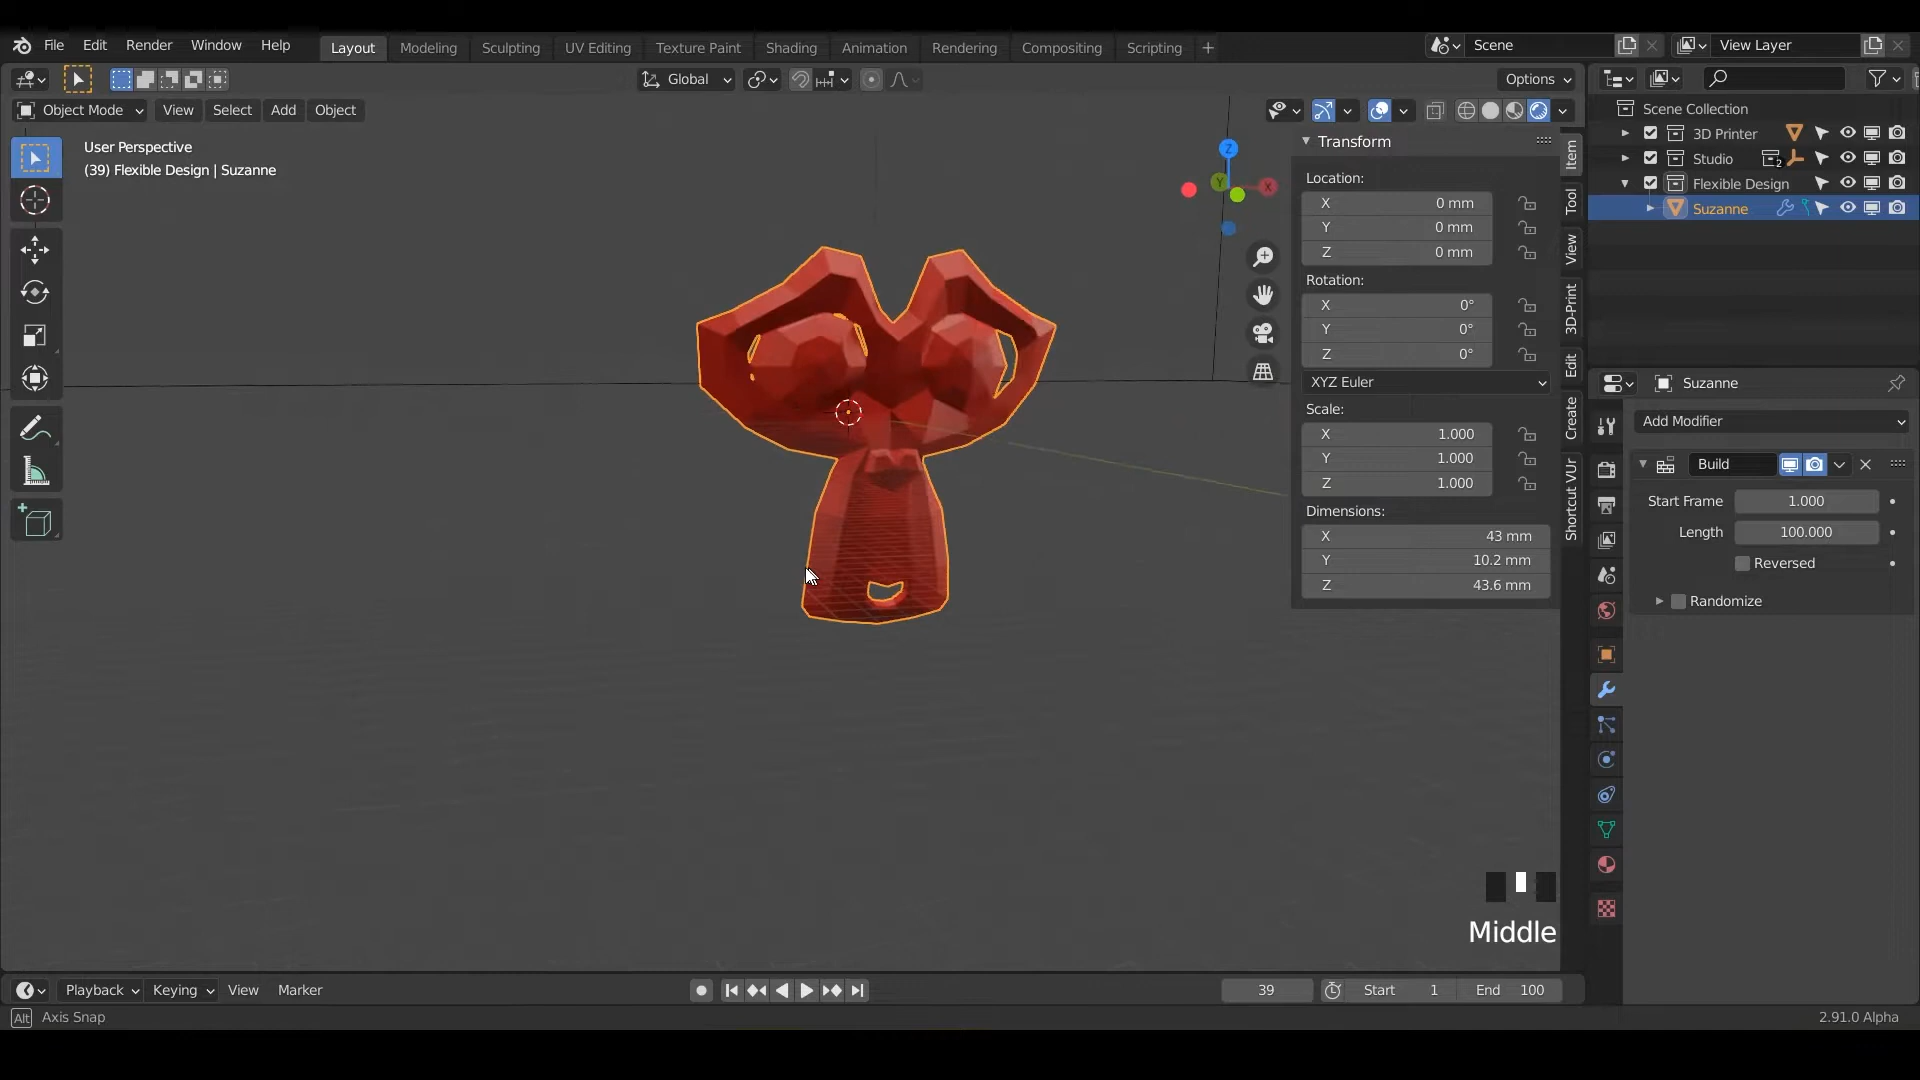 File Edit Render Window Help Layout Modeling Sculpting UV Editing Texture Paint Shading Animation Rendering Compositing Scripting + Scene View Layer
Global Options
Object Mode View Select Add Object
User Perspective
(39) Flexible Design | Suzanne
Z
Y
X
Transform
Location:
X 0 mm
Y 0 mm
Z 0 mm
Rotation:
X 0°
Y 0°
Z 0°
XYZ Euler
Scale:
X 1.000
Y 1.000
Z 1.000
Dimensions:
X 43 mm
Y 10.2 mm
Z 43.6 mm
Item
Tool
View
3D-Print
Edit
Create
Shortcut VUr
Scene Collection
3D Printer
Studio 2
Flexible Design
Suzanne
Suzanne
Add Modifier
Build
Start Frame 1.000
Length 100.000
Reversed
Randomize
Middle
Playback Keying View Marker 39 Start 1 End 100
Alt Axis Snap 2.91.0 Alpha